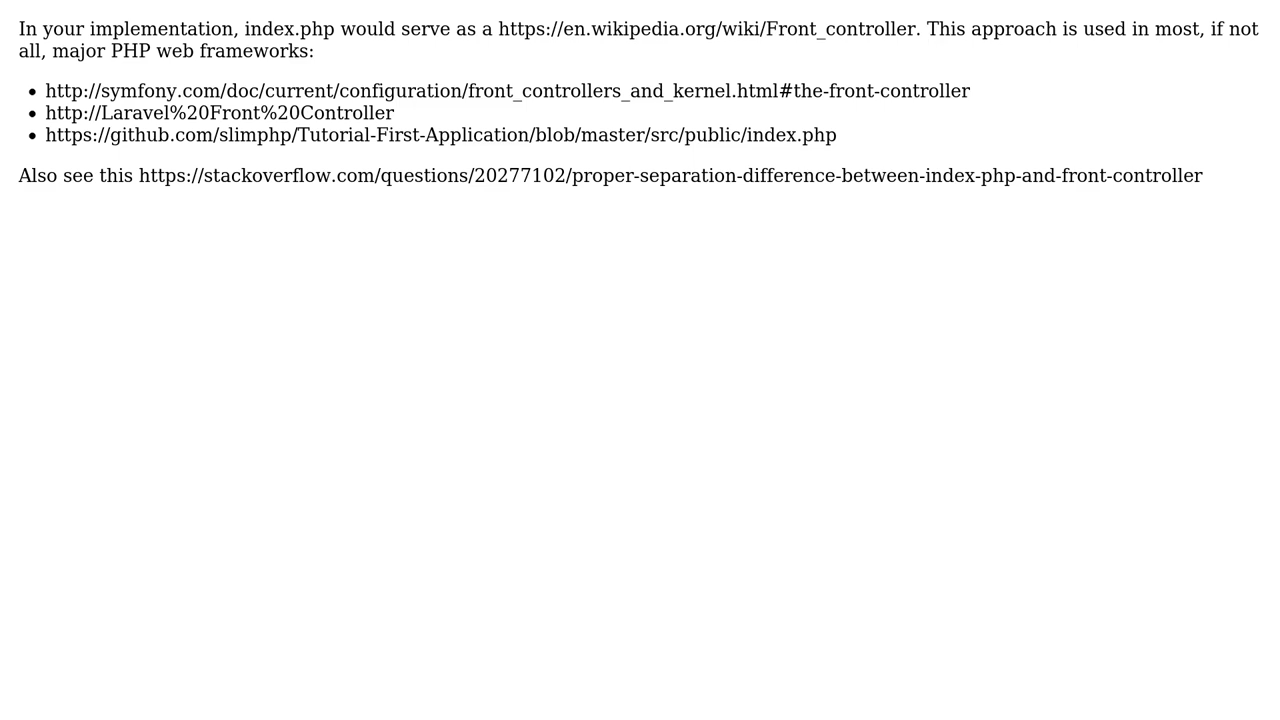 In your implementation, index.php would serve as a https://en.wikipedia.org/wiki/Front_controller. This approach is used in most, if not
all, major PHP web frameworks:
• http://symfony.com/doc/current/configuration/front_controllers_and_kernel.html#the-front-controller
• http://Laravel%20Front%20Controller
• https://github.com/slimphp/Tutorial-First-Application/blob/master/src/public/index.php
Also see this https://stackoverflow.com/questions/20277102/proper-separation-difference-between-index-php-and-front-controller